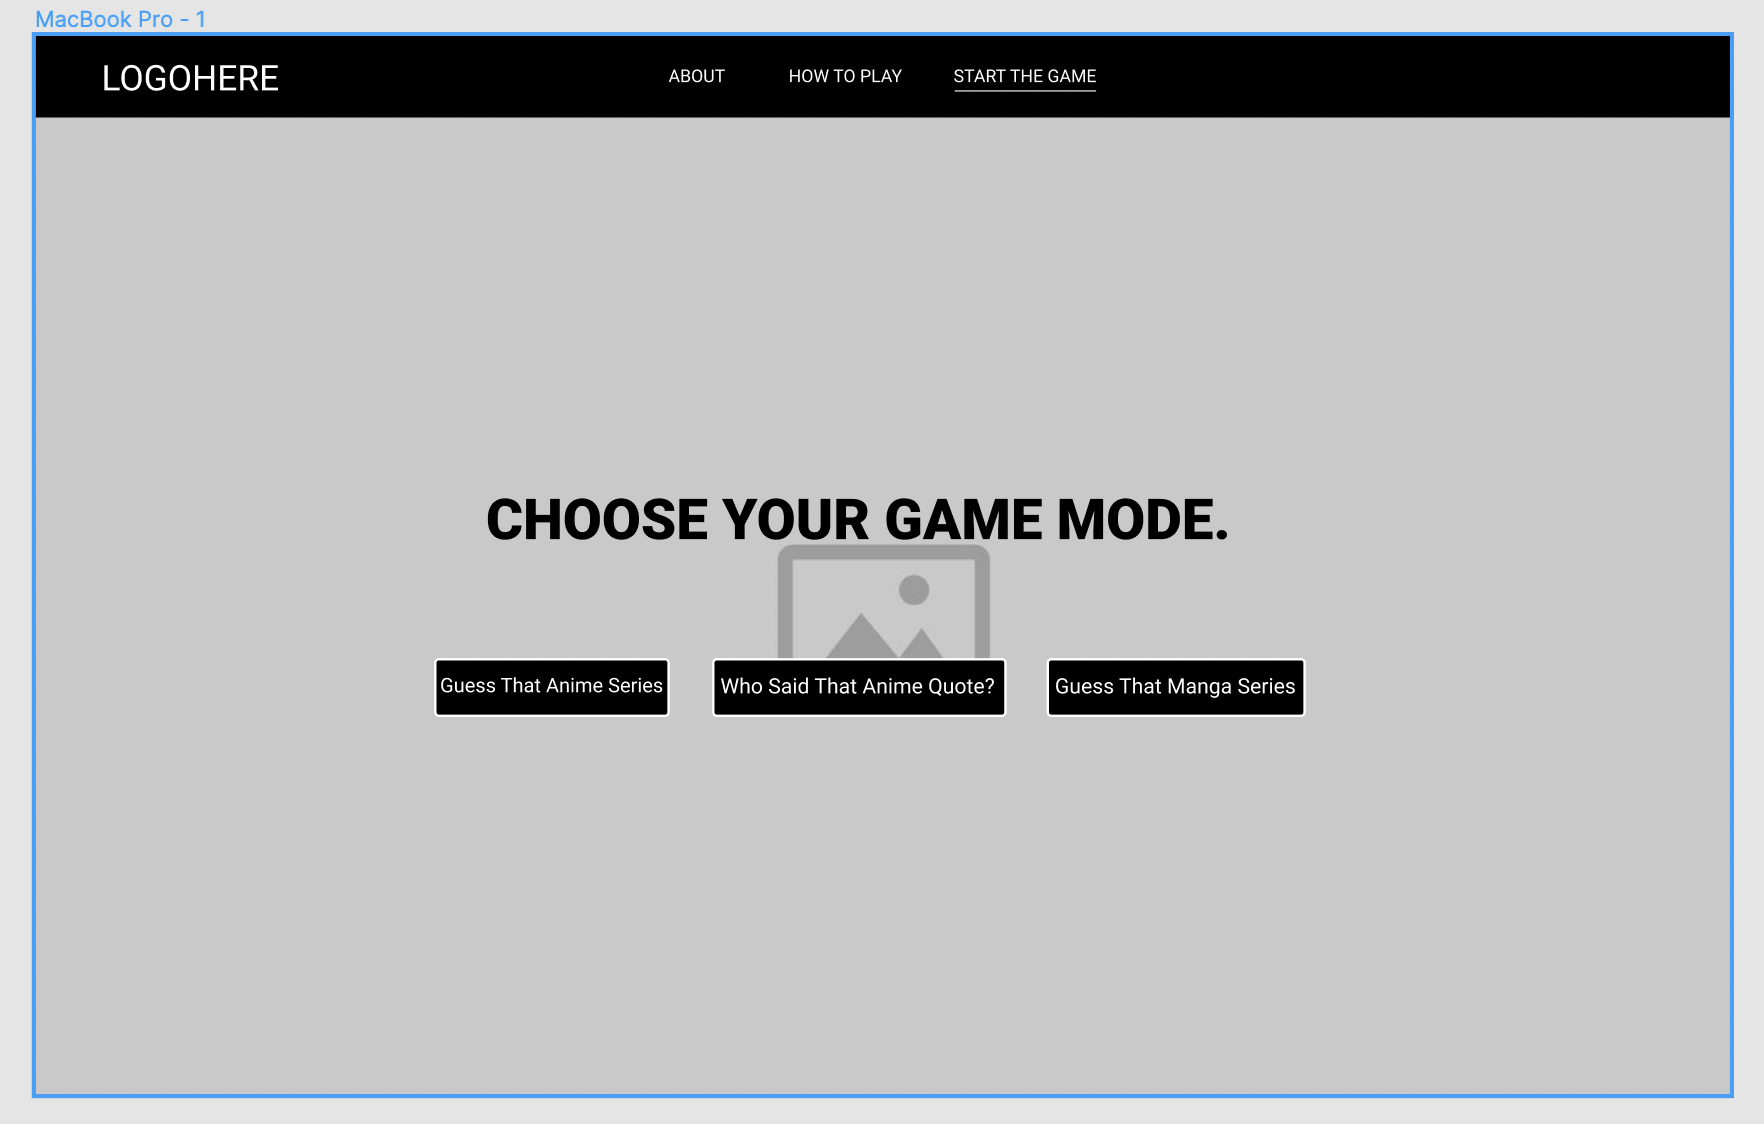 MacBook Pro - 1
LOGOHERE
ABOUT
HOW TO PLAY
START THE GAME
CHOOSE YOUR GAME MODE.
Guess That Anime Series
Who Said That Anime Quote?
Guess That Manga Series